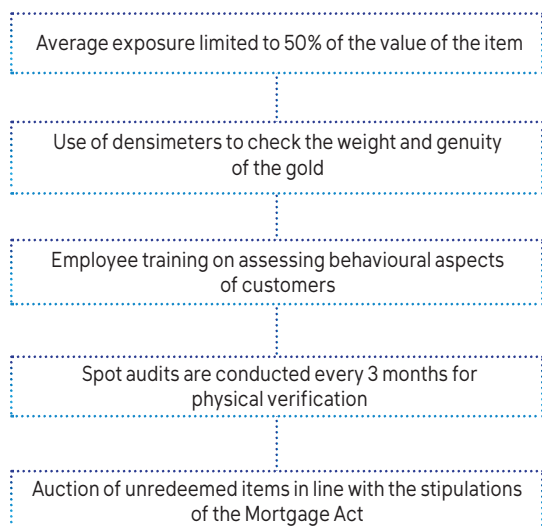 Average exposure limited to 50% of the value of the item
Use of densimeters to check the weight and genuity
of the gold
Employee training on assessing behavioural aspects
of customers
Spot audits are conducted every 3 months for
physical verification
Auction of unredeemed items in line with the stipulations
of the Mortgage Act